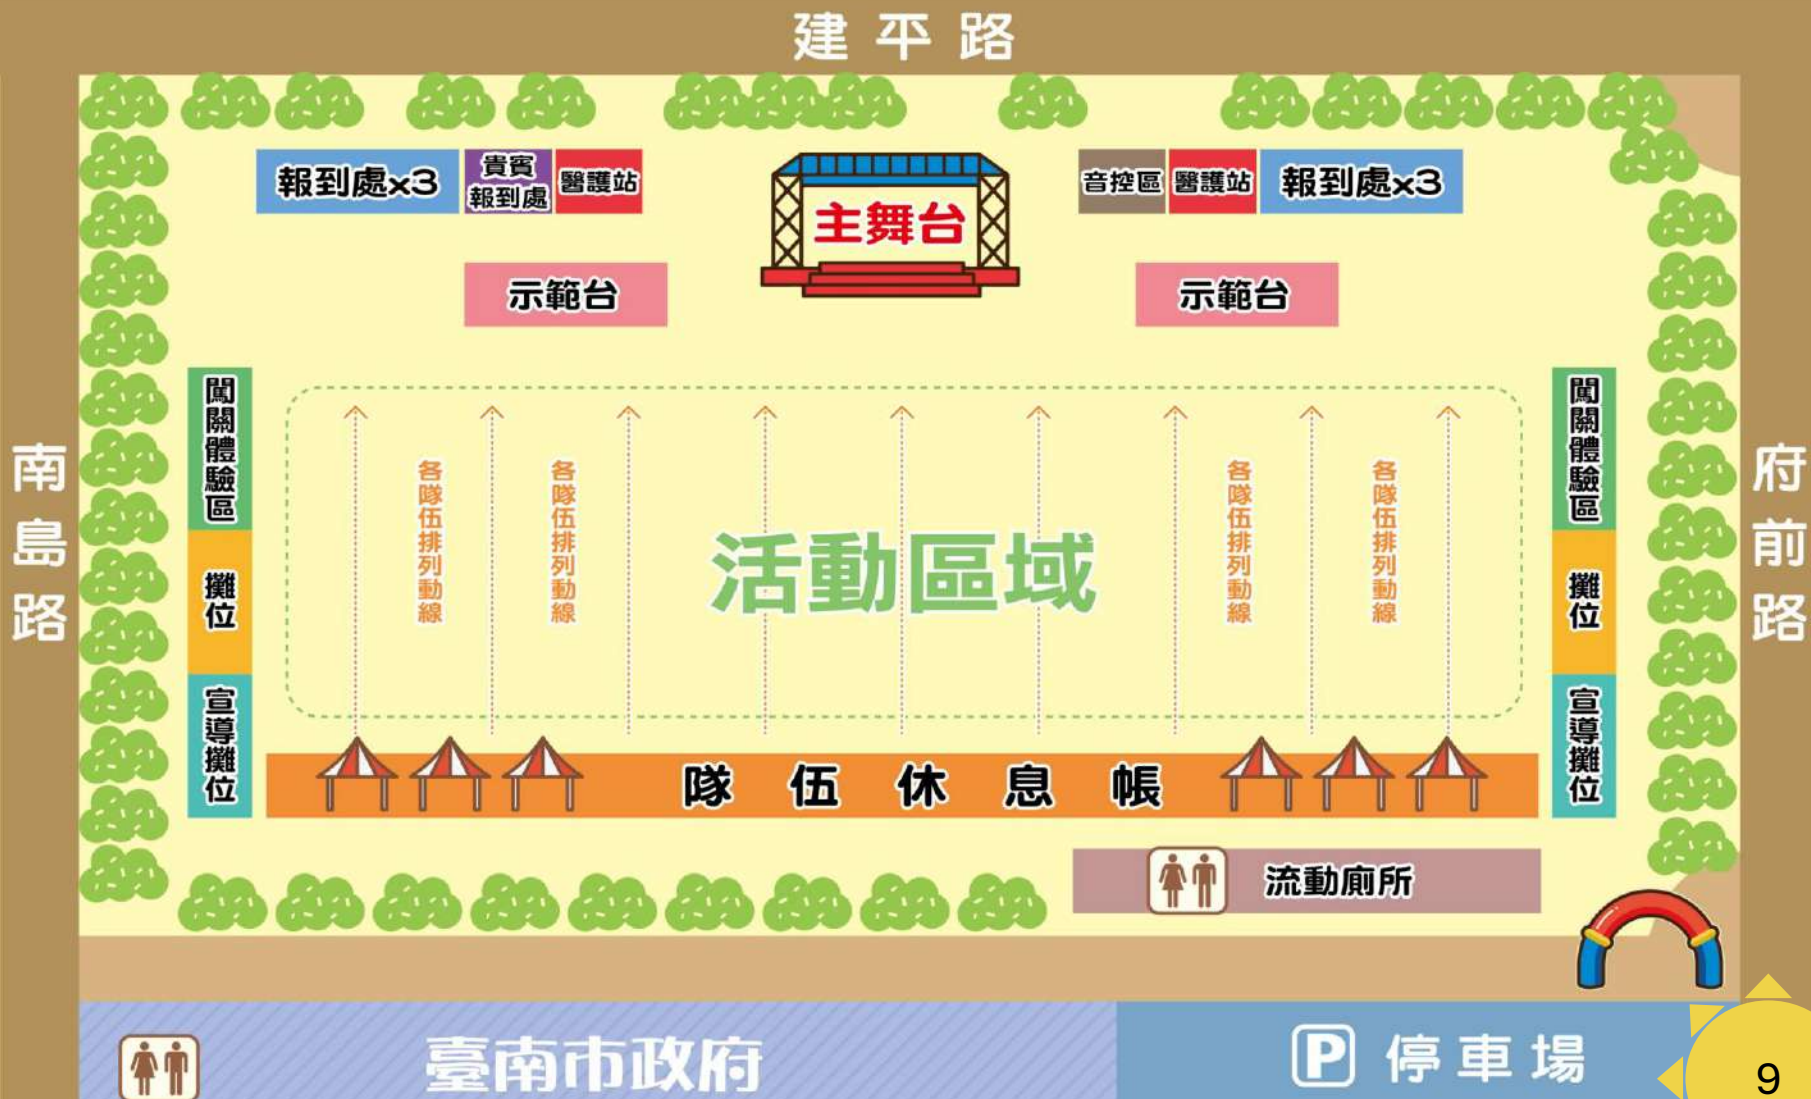 建平路
報到處x3
貴賓
報到處
醫護站
主舞台
音控區
醫護站
報到處x3
示範台
示範台
南島路
闖關體驗區
攤位
宣導攤位
各隊伍排列動線
各隊伍排列動線
活動區域
各隊伍排列動線
各隊伍排列動線
闖關體驗區
攤位
宣導攤位
府前路
隊伍休息帳
流動廁所
臺南市政府
P 停車場
9